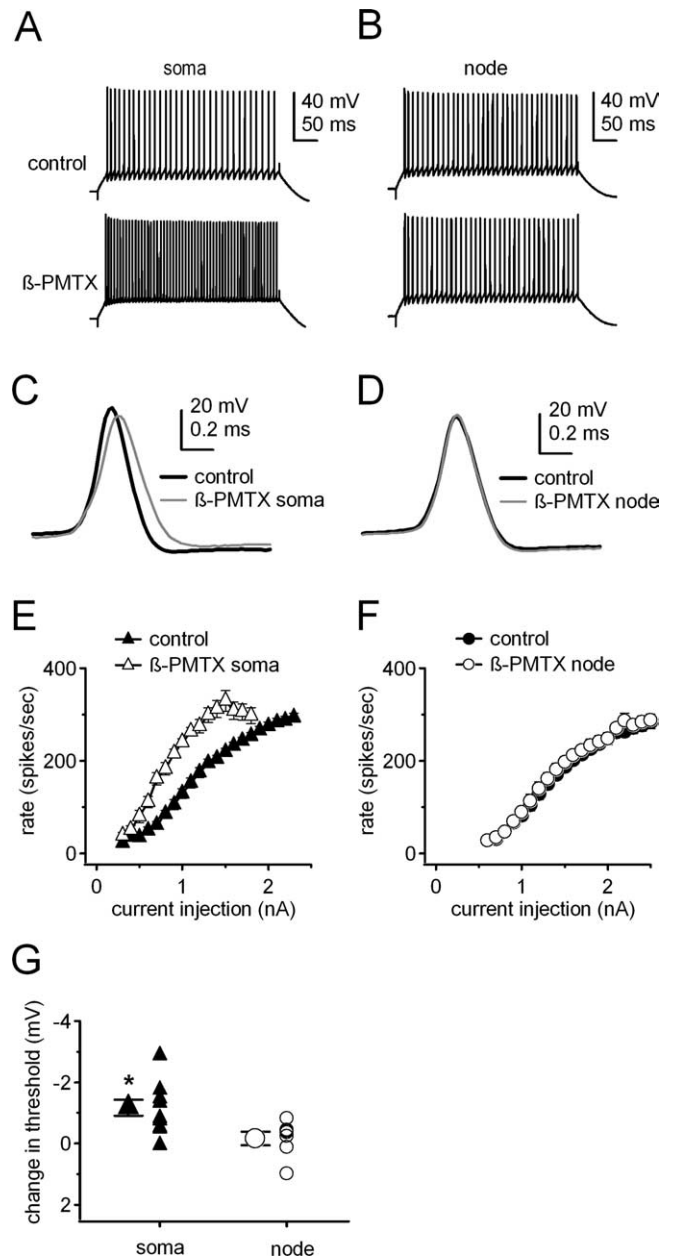 A
B
soma
node
40 mV
50 ms
40 mV
50 ms
control
ß-PMTX
C
D
20 mV
0.2 ms
control
ß-PMTX soma
20 mV
0.2 ms
control
ß-PMTX node
E
F
control
ß-PMTX soma
control
ß-PMTX node
400
200
0
rate (spikes/sec)
0 1 2
current injection (nA)
400
200
0
rate (spikes/sec)
0 1 2
current injection (nA)
G
change in threshold (mV)
-4
-2
0
2
*
soma
node